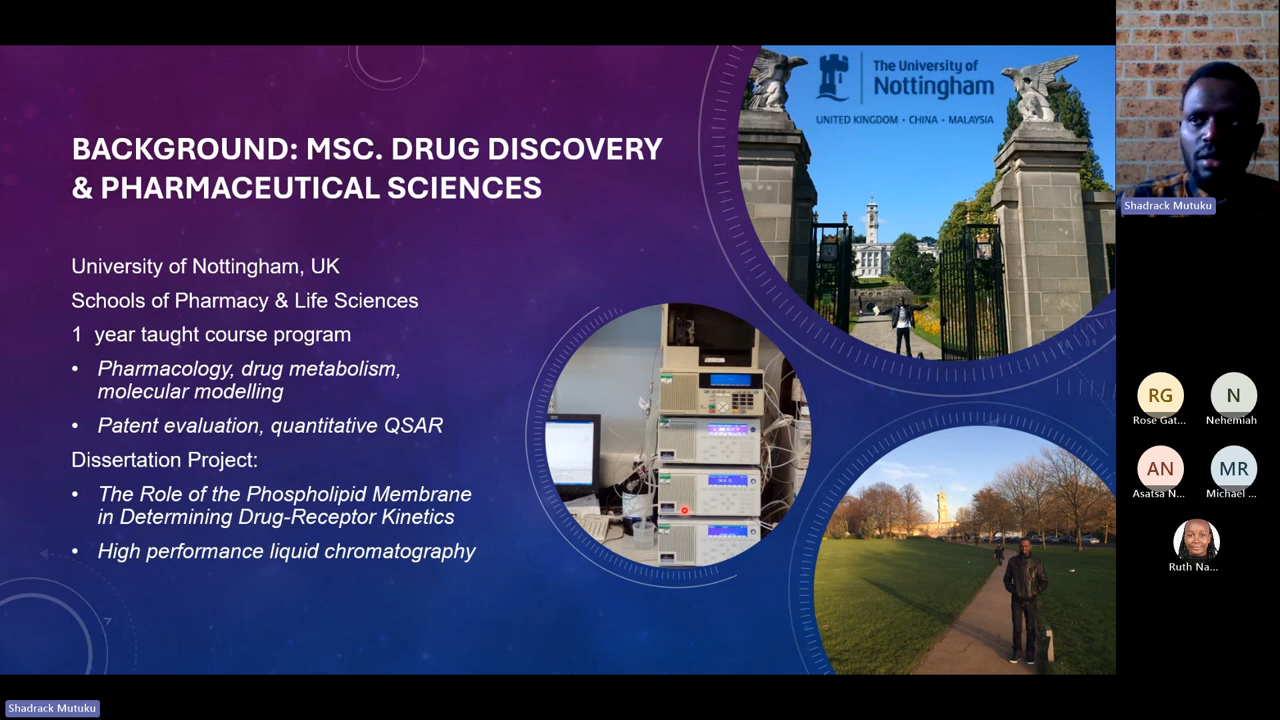 The University of
Nottingham
UNITED KINGDOM • CHINA • MALAYSIA
BACKGROUND: MSC. DRUG DISCOVERY
& PHARMACEUTICAL SCIENCES
University of Nottingham, UK
Schools of Pharmacy & Life Sciences
1 year taught course program
• Pharmacology, drug metabolism,
molecular modelling
• Patent evaluation, quantitative QSAR
Dissertation Project:
• The Role of the Phospholipid Membrane
in Determining Drug-Receptor Kinetics
• High performance liquid chromatography
Shadrack Mutuku
RG
Rose Gat...
N
Nehemiah
AN
Asatsa N...
MR
Michael ...
Ruth Na...
Shadrack Mutuku